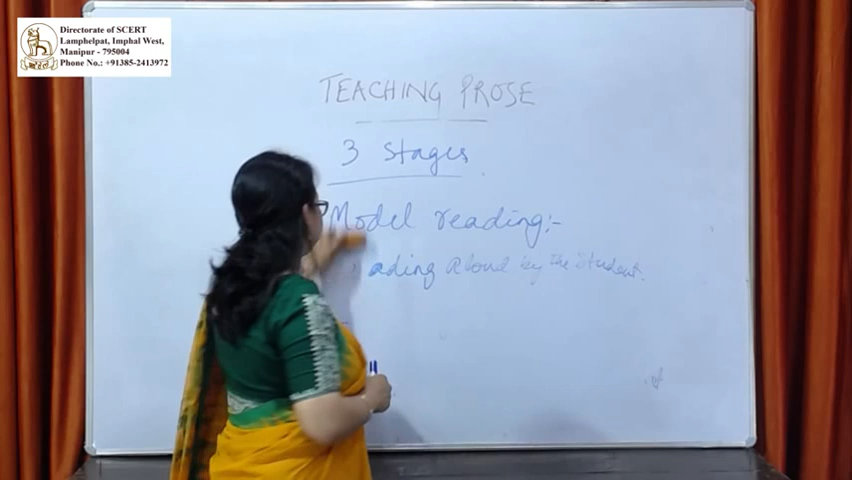 Directorate of SCERT
Lamphelpat, Imphal West,
Manipur - 795004
Phone No.: +91385-2413972
TEACHING PROSE
3 Stages
Model reading:-
ading aloud by the Student.
of